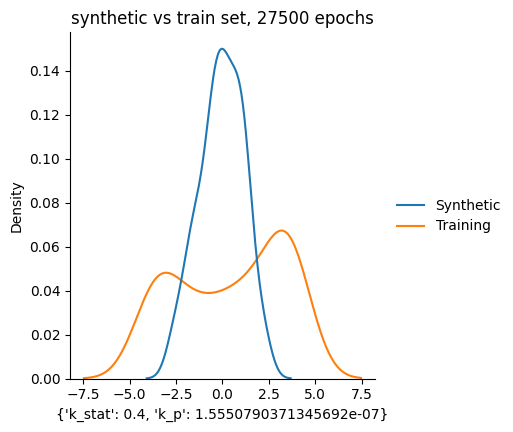 synthetic vs train set, 27500 epochs
0.14
0.12
0.10
0.08
0.06
0.04
0.02
0.00
Density
Synthetic
Training
−7.5 −5.0 −2.5 0.0 2.5 5.0 7.5
{'k_stat': 0.4, 'k_p': 1.5550790371345692e-07}